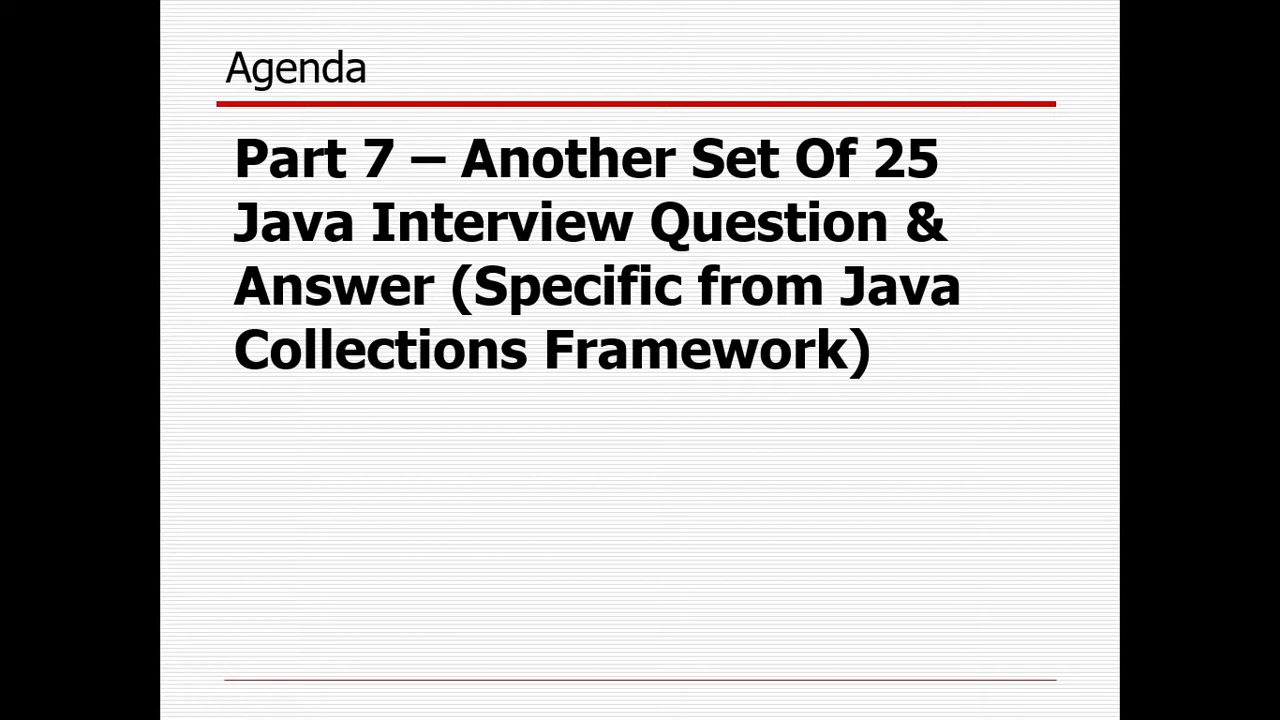 Agenda
Part 7 – Another Set Of 25
Java Interview Question &
Answer (Specific from Java
Collections Framework)